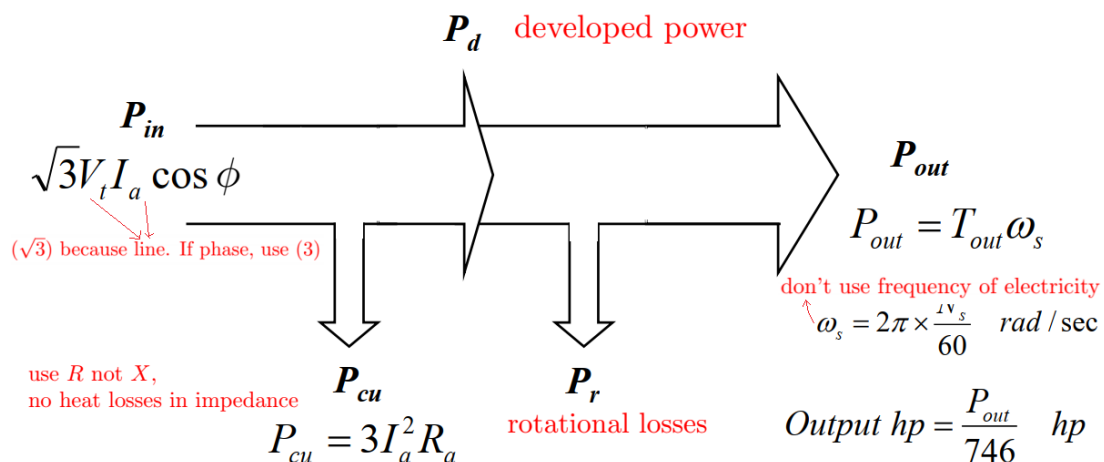 P_d developed power
P_in
√3V_t I_a cos ϕ
(√3) because line. If phase, use (3)
P_out
P_out = T_out ω_s
don't use frequency of electricity
ω_s = 2π × N_s / 60 rad / sec
use R not X,
no heat losses in impedance
P_cu
P_cu = 3I_a^2 R_a
P_r
rotational losses
Output hp = P_out / 746 hp